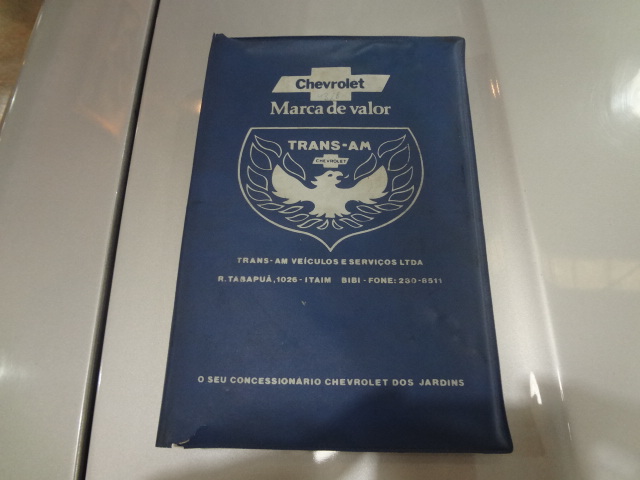 Chevrolet
Marca de valor
TRANS-AM
CHEVROLET
TRANS-AM VEÍCULOS E SERVIÇOS LTDA
R. TABAPUÃ, 1026 - ITAIM BIBI - FONE: 280-8511
O SEU CONCESSIONARIO CHEVROLET DOS JARDINS